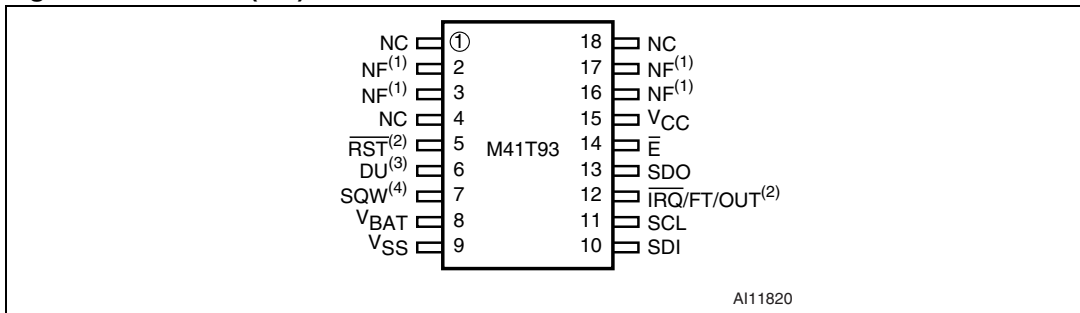 NC 1 18 NC
NF(1) 2 17 NF(1)
NF(1) 3 16 NF(1)
NC 4 15 VCC
RST(2) 5 M41T93 14 E
DU(3) 6 13 SDO
SQW(4) 7 12 IRQ/FT/OUT(2)
VBAT 8 11 SCL
VSS 9 10 SDI
AI11820